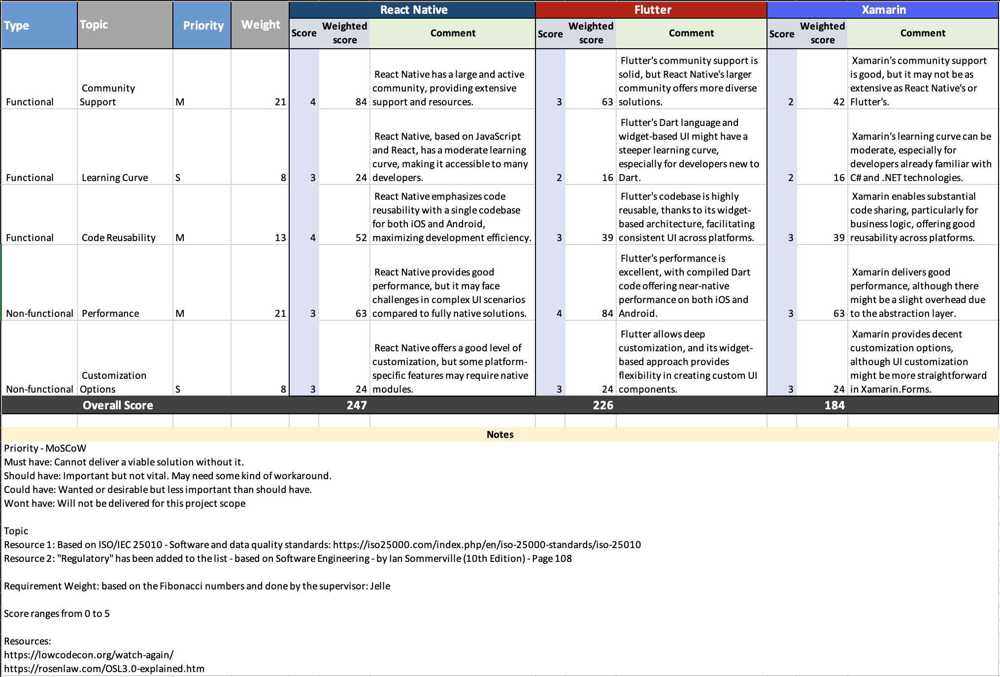 React Native Flutter Xamarin
Type Topic Priority Weight
Score Weighted score Comment Score Weighted score Comment Score Weighted score Comment
Functional
Community
Support
M
21
4
84
React Native has a large and active
community, providing extensive
support and resources.
3
63
Flutter's community support is
solid, but React Native's larger
community offers more diverse
solutions.
2
42
Xamarin's community support
is good, but it may not be as
extensive as React Native's or
Flutter's.
Functional
Learning Curve
S
8
3
24
React Native, based on JavaScript
and React, has a moderate learning
curve, making it accessible to many
developers.
2
16
Flutter's Dart language and
widget-based UI might have a
steeper learning curve,
especially for developers new to
Dart.
2
16
Xamarin's learning curve can be
moderate, especially for
developers already familiar with
C# and .NET technologies.
Functional
Code Reusability
M
13
4
52
React Native emphasizes code
reusability with a single codebase
for both iOS and Android,
maximizing development efficiency.
3
39
Flutter's codebase is highly
reusable, thanks to its widget-
based architecture, facilitating
consistent UI across platforms.
3
39
Xamarin enables substantial
code sharing, particularly for
business logic, offering good
reusability across platforms.
Non-functional
Performance
M
21
3
63
React Native provides good
performance, but it may face
challenges in complex UI scenarios
compared to fully native solutions.
4
84
Flutter's performance is
excellent, with compiled Dart
code offering near-native
performance on both iOS and
Android.
3
63
Xamarin delivers good
performance, although there
might be a slight overhead due
to the abstraction layer.
Non-functional
Customization
Options
S
8
3
24
React Native offers a good level of
customization, but some platform-
specific features may require native
modules.
3
24
Flutter allows deep
customization, and its widget-
based approach provides
flexibility in creating custom UI
components.
3
24
Xamarin provides decent
customization options,
although UI customization
might be more straightforward
in Xamarin.Forms.
Overall Score 247 226 184
Notes
Priority - MoSCoW
Must have: Cannot deliver a viable solution without it.
Should have: Important but not vital. May need some kind of workaround.
Could have: Wanted or desirable but less important than should have.
Wont have: Will not be delivered for this project scope
Topic
Resource 1: Based on ISO/IEC 25010 - Software and data quality standards: https://iso25000.com/index.php/en/iso-25000-standards/iso-25010
Resource 2: "Regulatory" has been added to the list - based on Software Engineering - by Ian Sommerville (10th Edition) - Page 108
Requirement Weight: based on the Fibonacci numbers and done by the supervisor: Jelle
Score ranges from 0 to 5
Resources:
https://lowcodecon.org/watch-again/
https://rosenlaw.com/OSL3.0-explained.htm